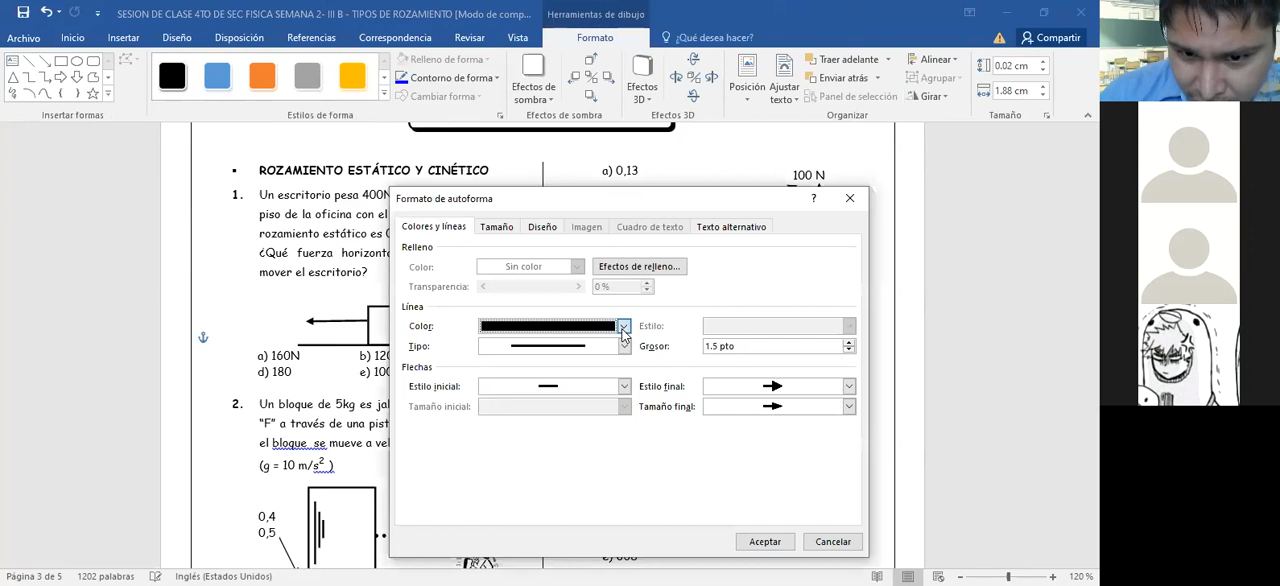 SESION DE CLASE 4TO DE SEC FISICA SEMANA 2- III B - TIPOS DE ROZAMIENTO [Modo de comp...
Herramientas de dibujo
Archivo
Inicio
Insertar
Diseño
Disposición
Referencias
Correspondencia
Revisar
Vista
Formato
¿Qué desea hacer?
Compartir
Relleno de forma
Contorno de forma
Cambiar forma
Efectos de sombra
Efectos 3D
Posición
Ajustar texto
Traer adelante
Enviar atrás
Panel de selección
Alinear
Agrupar
Girar
0.02 cm
1.88 cm
Insertar formas
Estilos de forma
Efectos de sombra
Efectos 3D
Organizar
Tamaño
ROZAMIENTO ESTÁTICO Y CINÉTICO
1. Un escritorio pesa 400N
piso de la oficina con el
rozamiento estático es
¿Qué fuerza horizonta
mover el escritorio?
a) 160N
b) 120
d) 180
e) 100
2. Un bloque de 5kg es jal
"F" a través de una pist
el bloque se mueve a vel
(g = 10 m/s² )
0,4
0,5
a) 0,13
100 N
Formato de autoforma
?
Colores y líneas
Tamaño
Diseño
Imagen
Cuadro de texto
Texto alternativo
Relleno
Color:
Sin color
Efectos de relleno...
Transparencia:
0 %
Línea
Color:
Estilo:
Tipo:
Grosor:
1.5 pto
Flechas
Estilo inicial:
Estilo final:
Tamaño inicial:
Tamaño final:
Aceptar
Cancelar
Página 3 de 5
1202 palabras
Inglés (Estados Unidos)
120 %